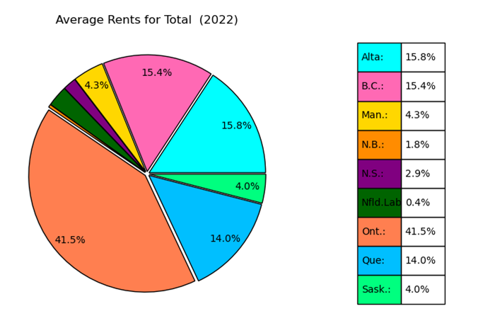 Average Rents for Total (2022)
15.4%
4.3%
15.8%
4.0%
14.0%
41.5%
Alta: 15.8%
B.C.: 15.4%
Man.: 4.3%
N.B.: 1.8%
N.S.: 2.9%
Nfld.Lab 0.4%
Ont.: 41.5%
Que: 14.0%
Sask.: 4.0%